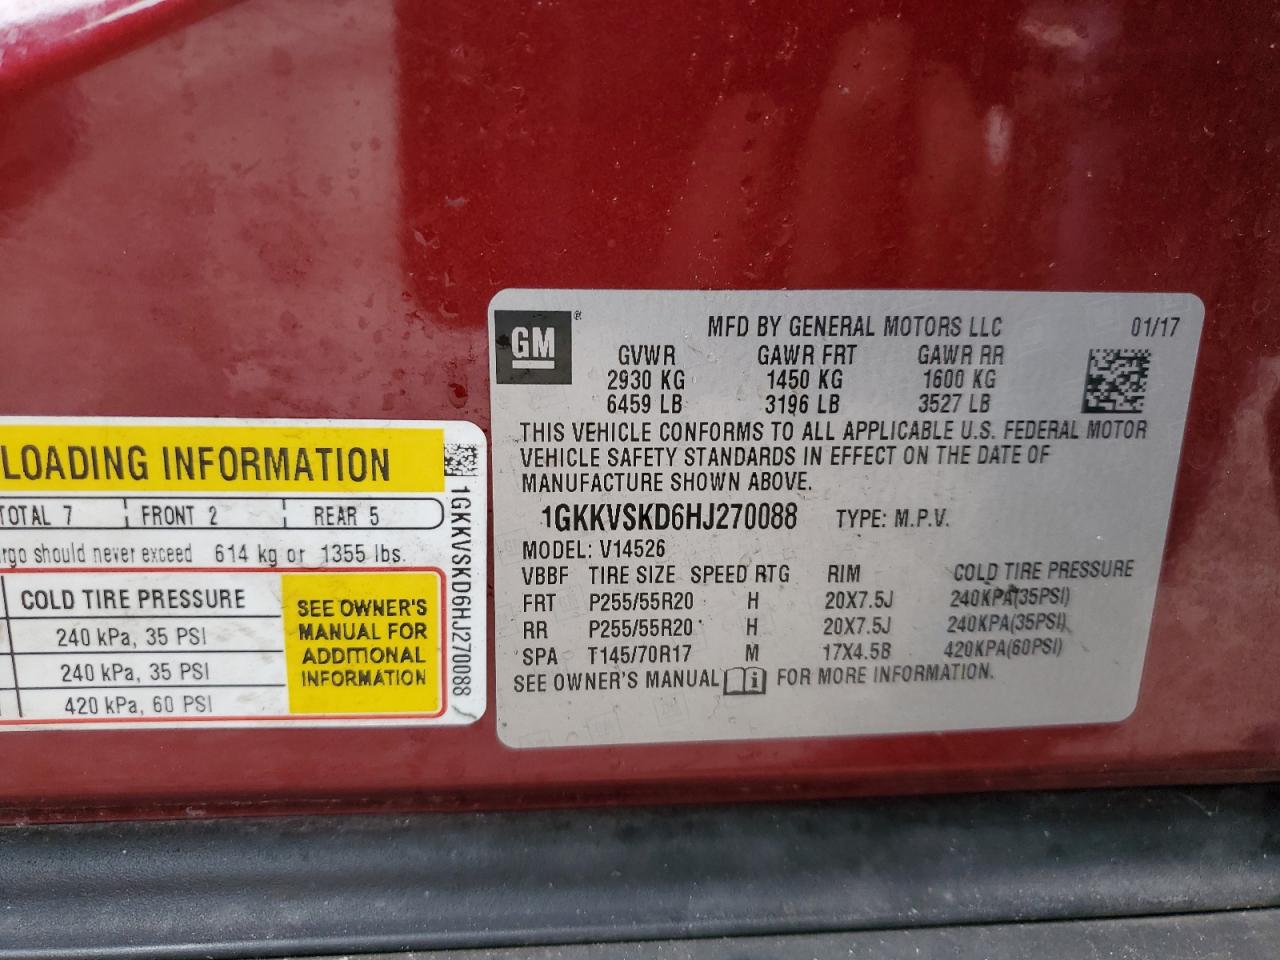 LOADING INFORMATION
TOTAL 7 FRONT 2 REAR 5
should never exceed 614 kg or 1355 lbs.
COLD TIRE PRESSURE
240 kPa, 35 PSI
240 kPa, 35 PSI
420 kPa, 60 PSI
SEE OWNER'S
MANUAL FOR
ADDITIONAL
INFORMATION
1GKKVSKD6HJ270088
GM®
MFD BY GENERAL MOTORS LLC 01/17
GVWR GAWR FRT GAWR RR
2930 KG 1450 KG 1600 KG
6459 LB 3196 LB 3527 LB
THIS VEHICLE CONFORMS TO ALL APPLICABLE U.S. FEDERAL MOTOR
VEHICLE SAFETY STANDARDS IN EFFECT ON THE DATE OF
MANUFACTURE SHOWN ABOVE.
1GKKVSKD6HJ270088 TYPE: M.P.V.
MODEL: V14526
VBBF TIRE SIZE SPEED RTG RIM COLD TIRE PRESSURE
FRT P255/55R20 H 20X7.5J 240KPA(35PSI)
RR P255/55R20 H 20X7.5J 240KPA(35PSI)
SPA T145/70R17 M 17X4.5B 420KPA(60PSI)
SEE OWNER'S MANUAL FOR MORE INFORMATION.